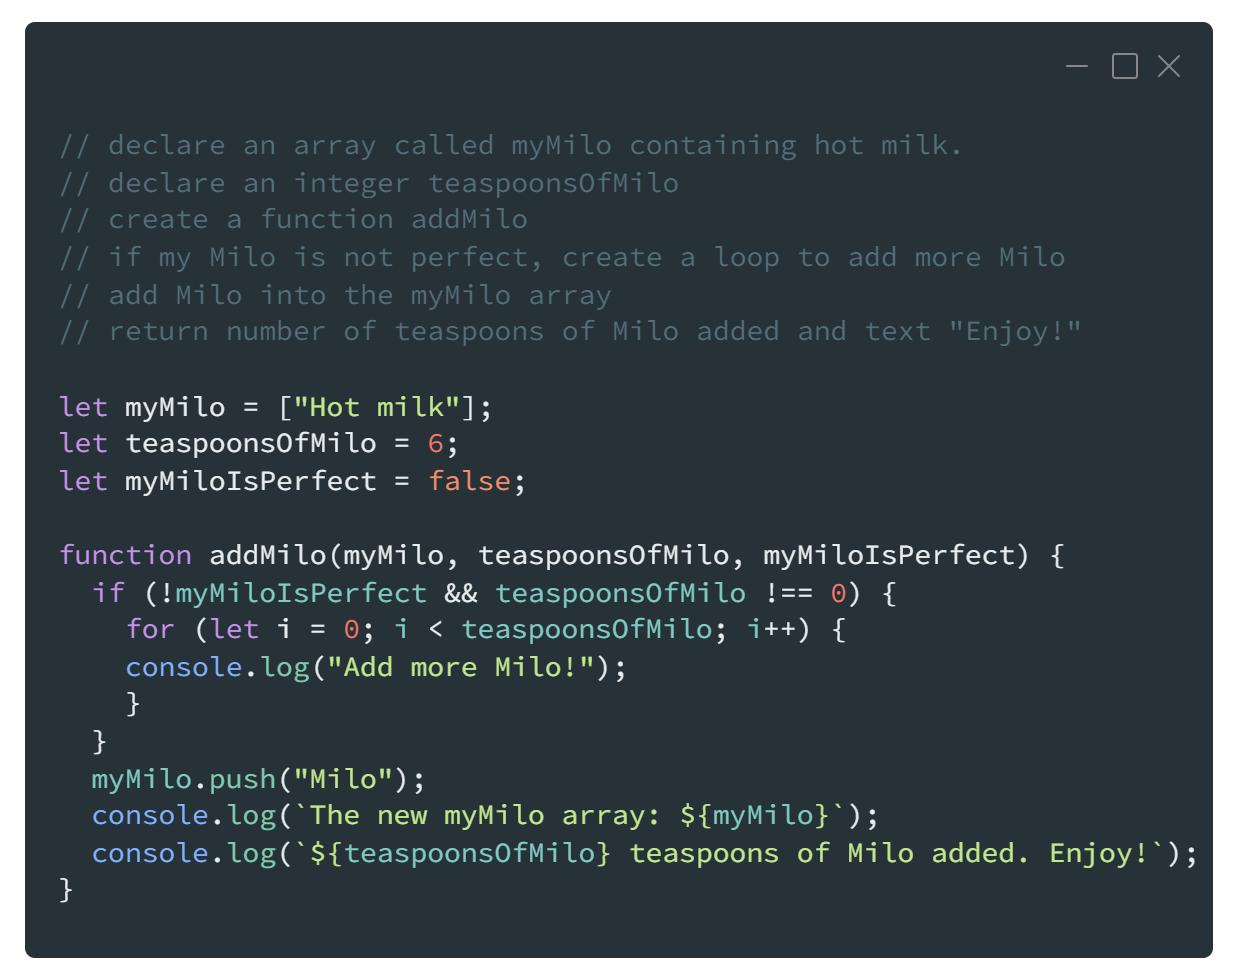 // declare an array called myMilo containing hot milk.
// declare an integer teaspoonsOfMilo
// create a function addMilo
// if my Milo is not perfect, create a loop to add more Milo
// add Milo into the myMilo array
// return number of teaspoons of Milo added and text "Enjoy!"

let myMilo = ["Hot milk"];
let teaspoonsOfMilo = 6;
let myMiloIsPerfect = false;

function addMilo(myMilo, teaspoonsOfMilo, myMiloIsPerfect) {
  if (!myMiloIsPerfect && teaspoonsOfMilo !== 0) {
    for (let i = 0; i < teaspoonsOfMilo; i++) {
    console.log("Add more Milo!");
    }
  }
  myMilo.push("Milo");
  console.log(`The new myMilo array: ${myMilo}`);
  console.log(`${teaspoonsOfMilo} teaspoons of Milo added. Enjoy!`);
}